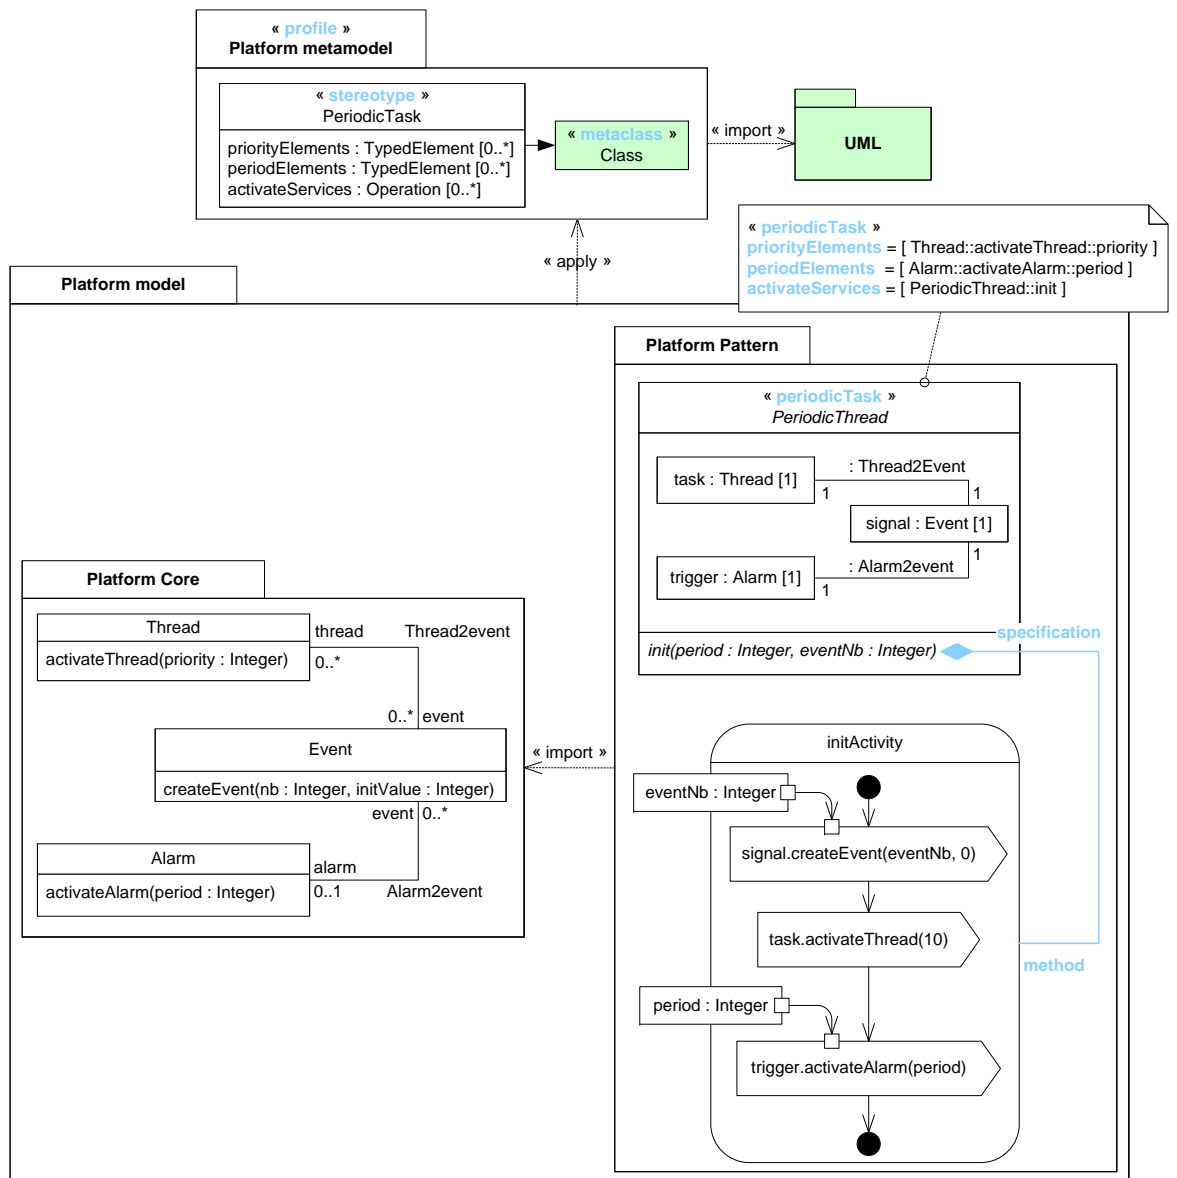 « profile »
Platform metamodel
« stereotype »
PeriodicTask
priorityElements : TypedElement [0..*]
periodElements : TypedElement [0..*]
activateServices : Operation [0..*]
« metaclass »
Class
« import »
UML
« apply »
« periodicTask »
priorityElements = [ Thread::activateThread::priority ]
periodElements = [ Alarm::activateAlarm::period ]
activateServices = [ PeriodicThread::init ]
Platform model
Platform Pattern
« periodicTask »
PeriodicThread
task : Thread [1]
: Thread2Event
1
1
signal : Event [1]
1
: Alarm2event
trigger : Alarm [1]
1
specification
init(period : Integer, eventNb : Integer)
Platform Core
Thread
activateThread(priority : Integer)
thread
Thread2event
0..*
0..*
event
Event
createEvent(nb : Integer, initValue : Integer)
event
0..*
Alarm
activateAlarm(period : Integer)
alarm
0..1
Alarm2event
« import »
initActivity
eventNb : Integer
signal.createEvent(eventNb, 0)
task.activateThread(10)
method
period : Integer
trigger.activateAlarm(period)